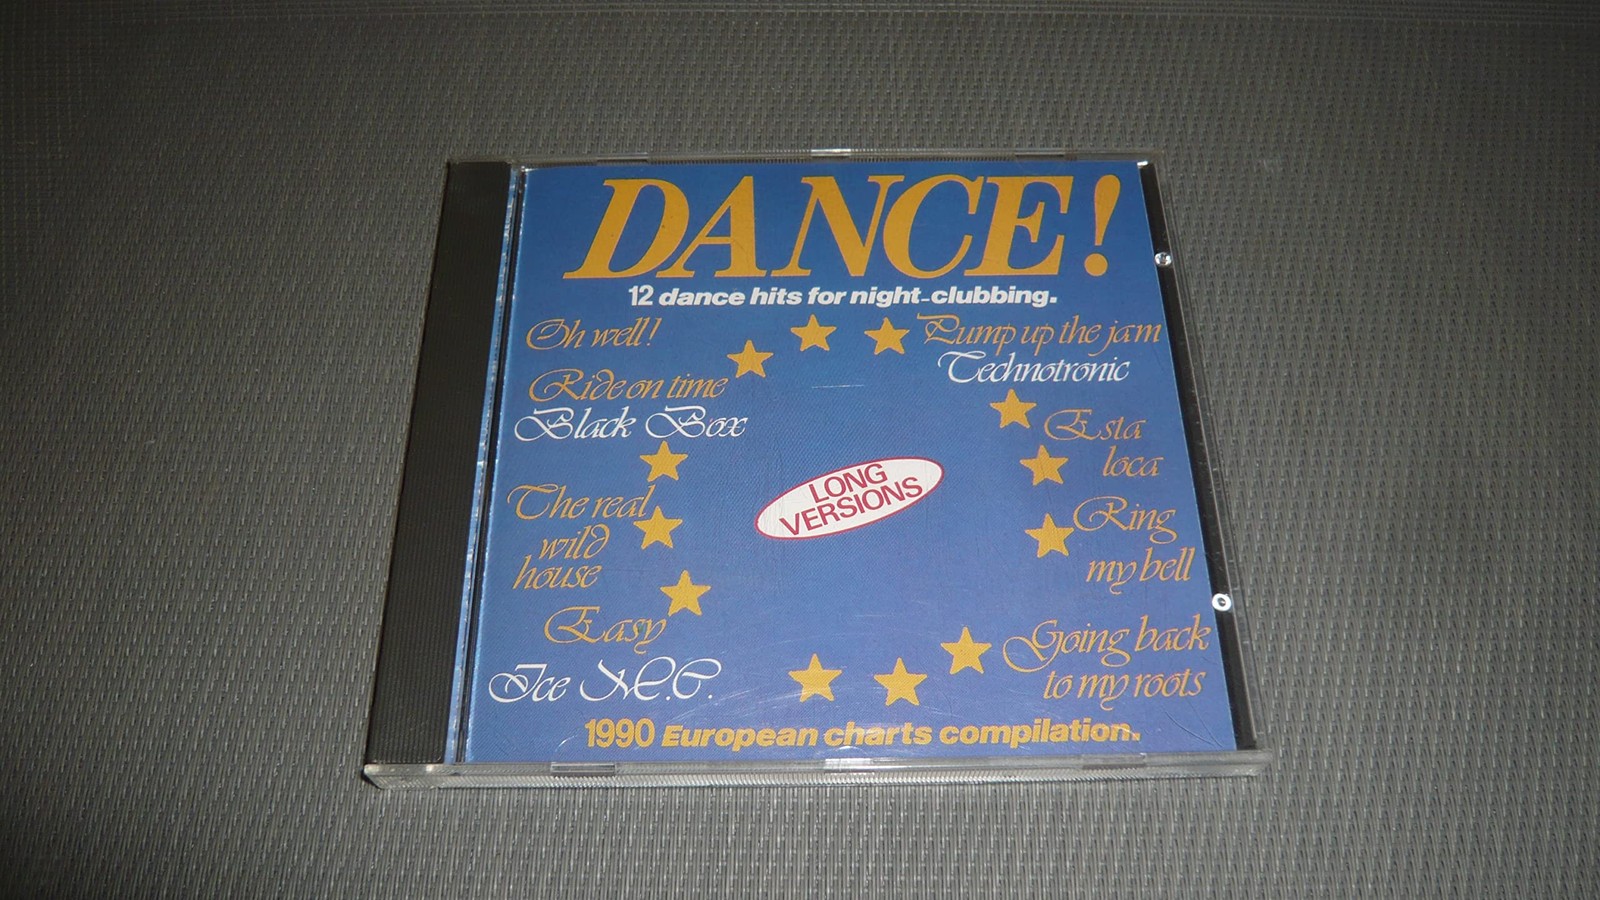 DANCE!
12 dance hits for night-clubbing.
Oh well!
Ride on time
Black Box
The real
wild
house
Easy
Ice M.C.
Pump up the jam
Technotronic
Esta
loca
Ring
my bell
Going back
to my roots
LONG
VERSIONS
1990 European charts compilation.